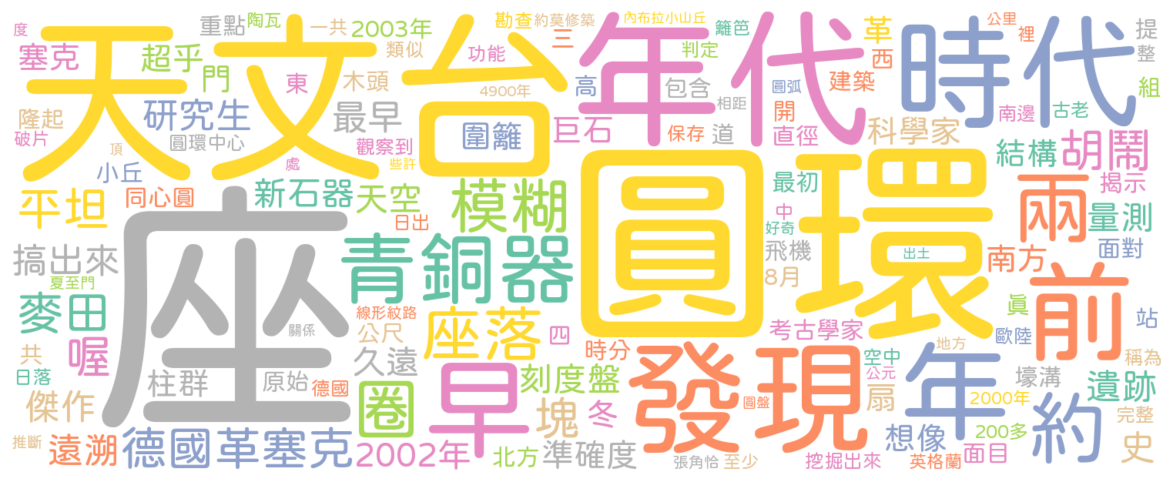 度
塞克
重點
陶瓦
一共
2003年
勘查
約莫修築
內布拉小山丘
籬笆
革
公里
裡
提
天文台
年代
時代
超乎
門
東
木頭
類似
功能
三
判定
西
整
隆起
破片
研究生
最早
4900年
高
包含
圓弧
開
建築
南邊
古老
組
頂
小丘
圓環中心
處
觀察到
圍籬
巨石
些許
相距
保存
道
直徑
科學家
結構
胡鬧
平坦
同心圓
新石器
天空
日出
模糊
圓環
最初
中
好奇
揭示
兩
量測
面對
搞出來
夏至門
座
青銅器
飛機
8月
出土
南方
前
麥田
喔
關係
線形紋路
公尺
座落
四
考古學家
真
歐陸
站
稱為
共
日落
柱群
原始
久遠
德國
時分
發現
空中
公元
地方
年
壕溝
約
遺跡
傑作
圈
早
刻度盤
塊
冬
圓盤
扇
2000年
完整
推斷
遠溯
德國革塞克
2002年
北方
準確度
張角恰
至少
挖掘出來
想像
英格蘭
200多
面目
史